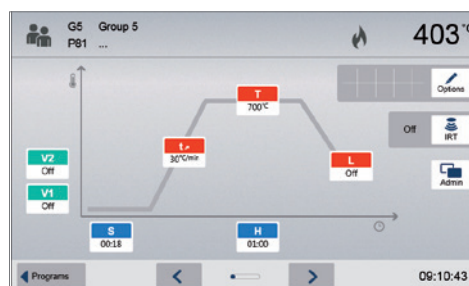 G5 Group 5
P81 ...
403 °C
Options
T
700°C
Off
IRT
t
30°C/min
V2
Off
L
Off
Admin
V1
Off
S
00:18
H
01:00
Programs
09:10:43